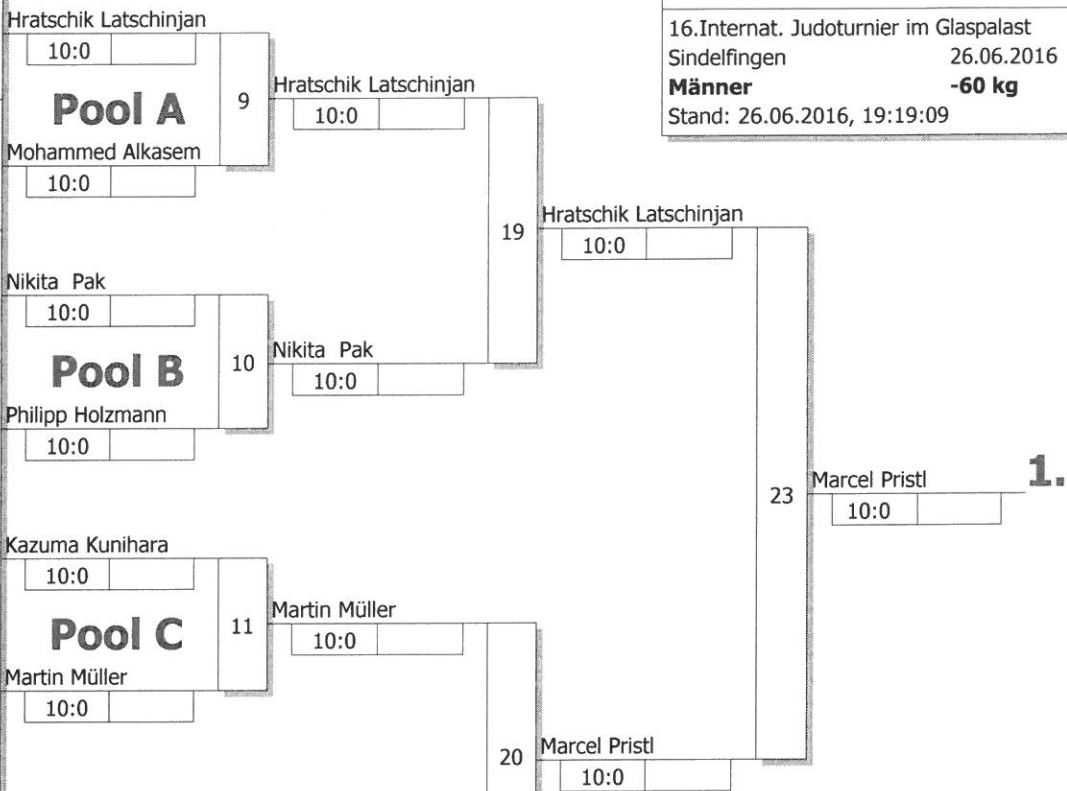 16.Internat. Judoturnier im Glaspalast
Sindelfingen 26.06.2016
Männer -60 kg
Stand: 26.06.2016, 19:19:09
Hratschik Latschinjan
10:0
Pool A
9
Mohammed Alkasem
10:0
Hratschik Latschinjan
10:0
Nikita Pak
10:0
Pool B
10
Philipp Holzmann
10:0
Nikita Pak
10:0
19
Hratschik Latschinjan
10:0
Kazuma Kunihara
10:0
Pool C
11
Martin Müller
10:0
Martin Müller
10:0
20
Marcel Pristl
10:0
23
Marcel Pristl
10:0
1.